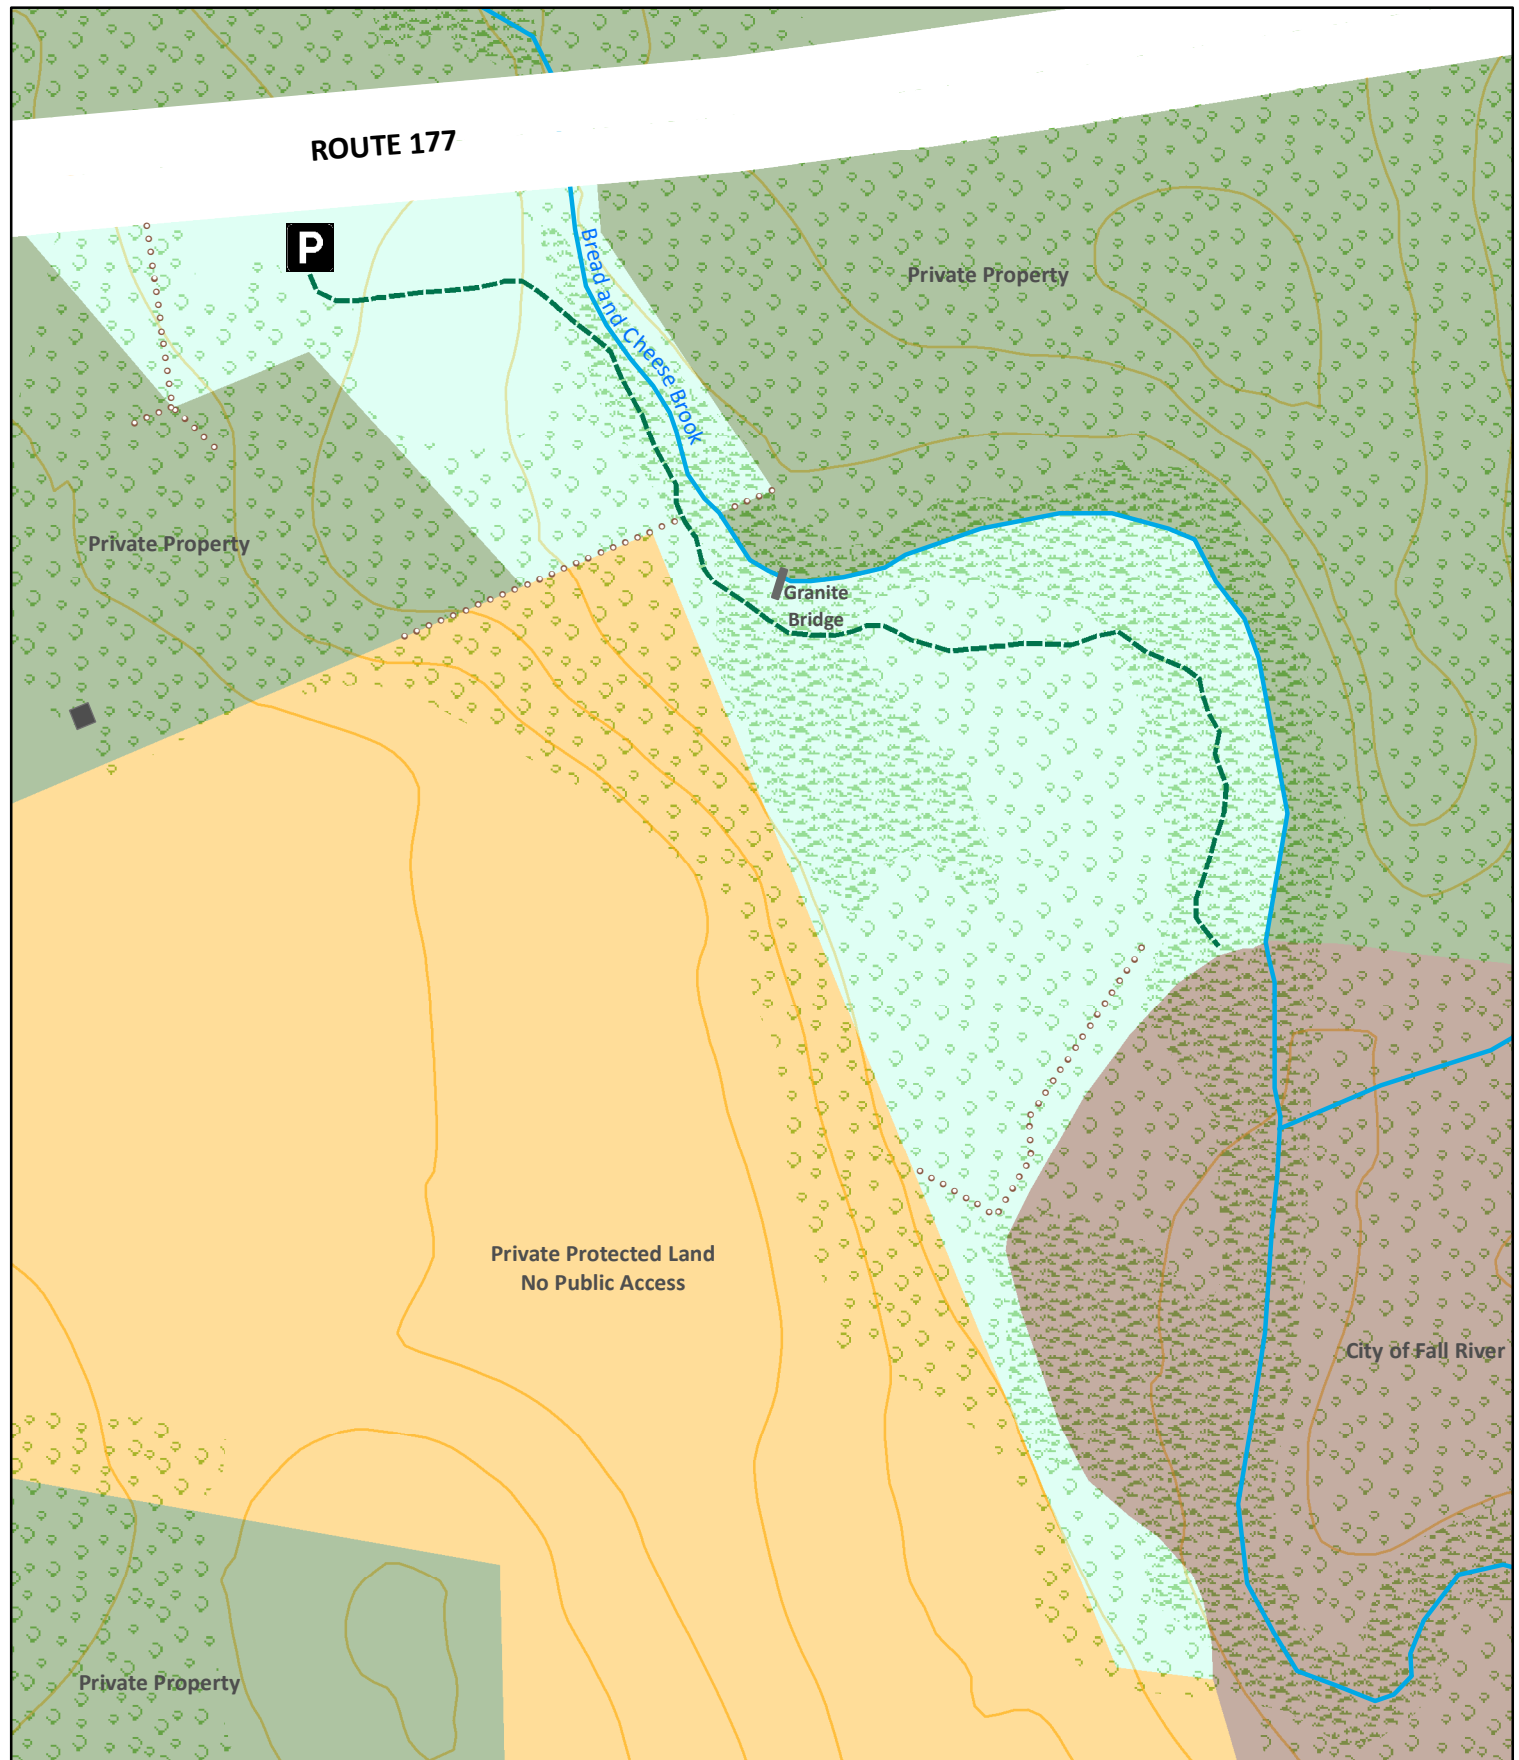 ROUTE 177
P
Bread and Cheese Brook
Private Property
Private Property
Granite
Bridge
Private Protected Land
No Public Access
City of Fall River
Private Property